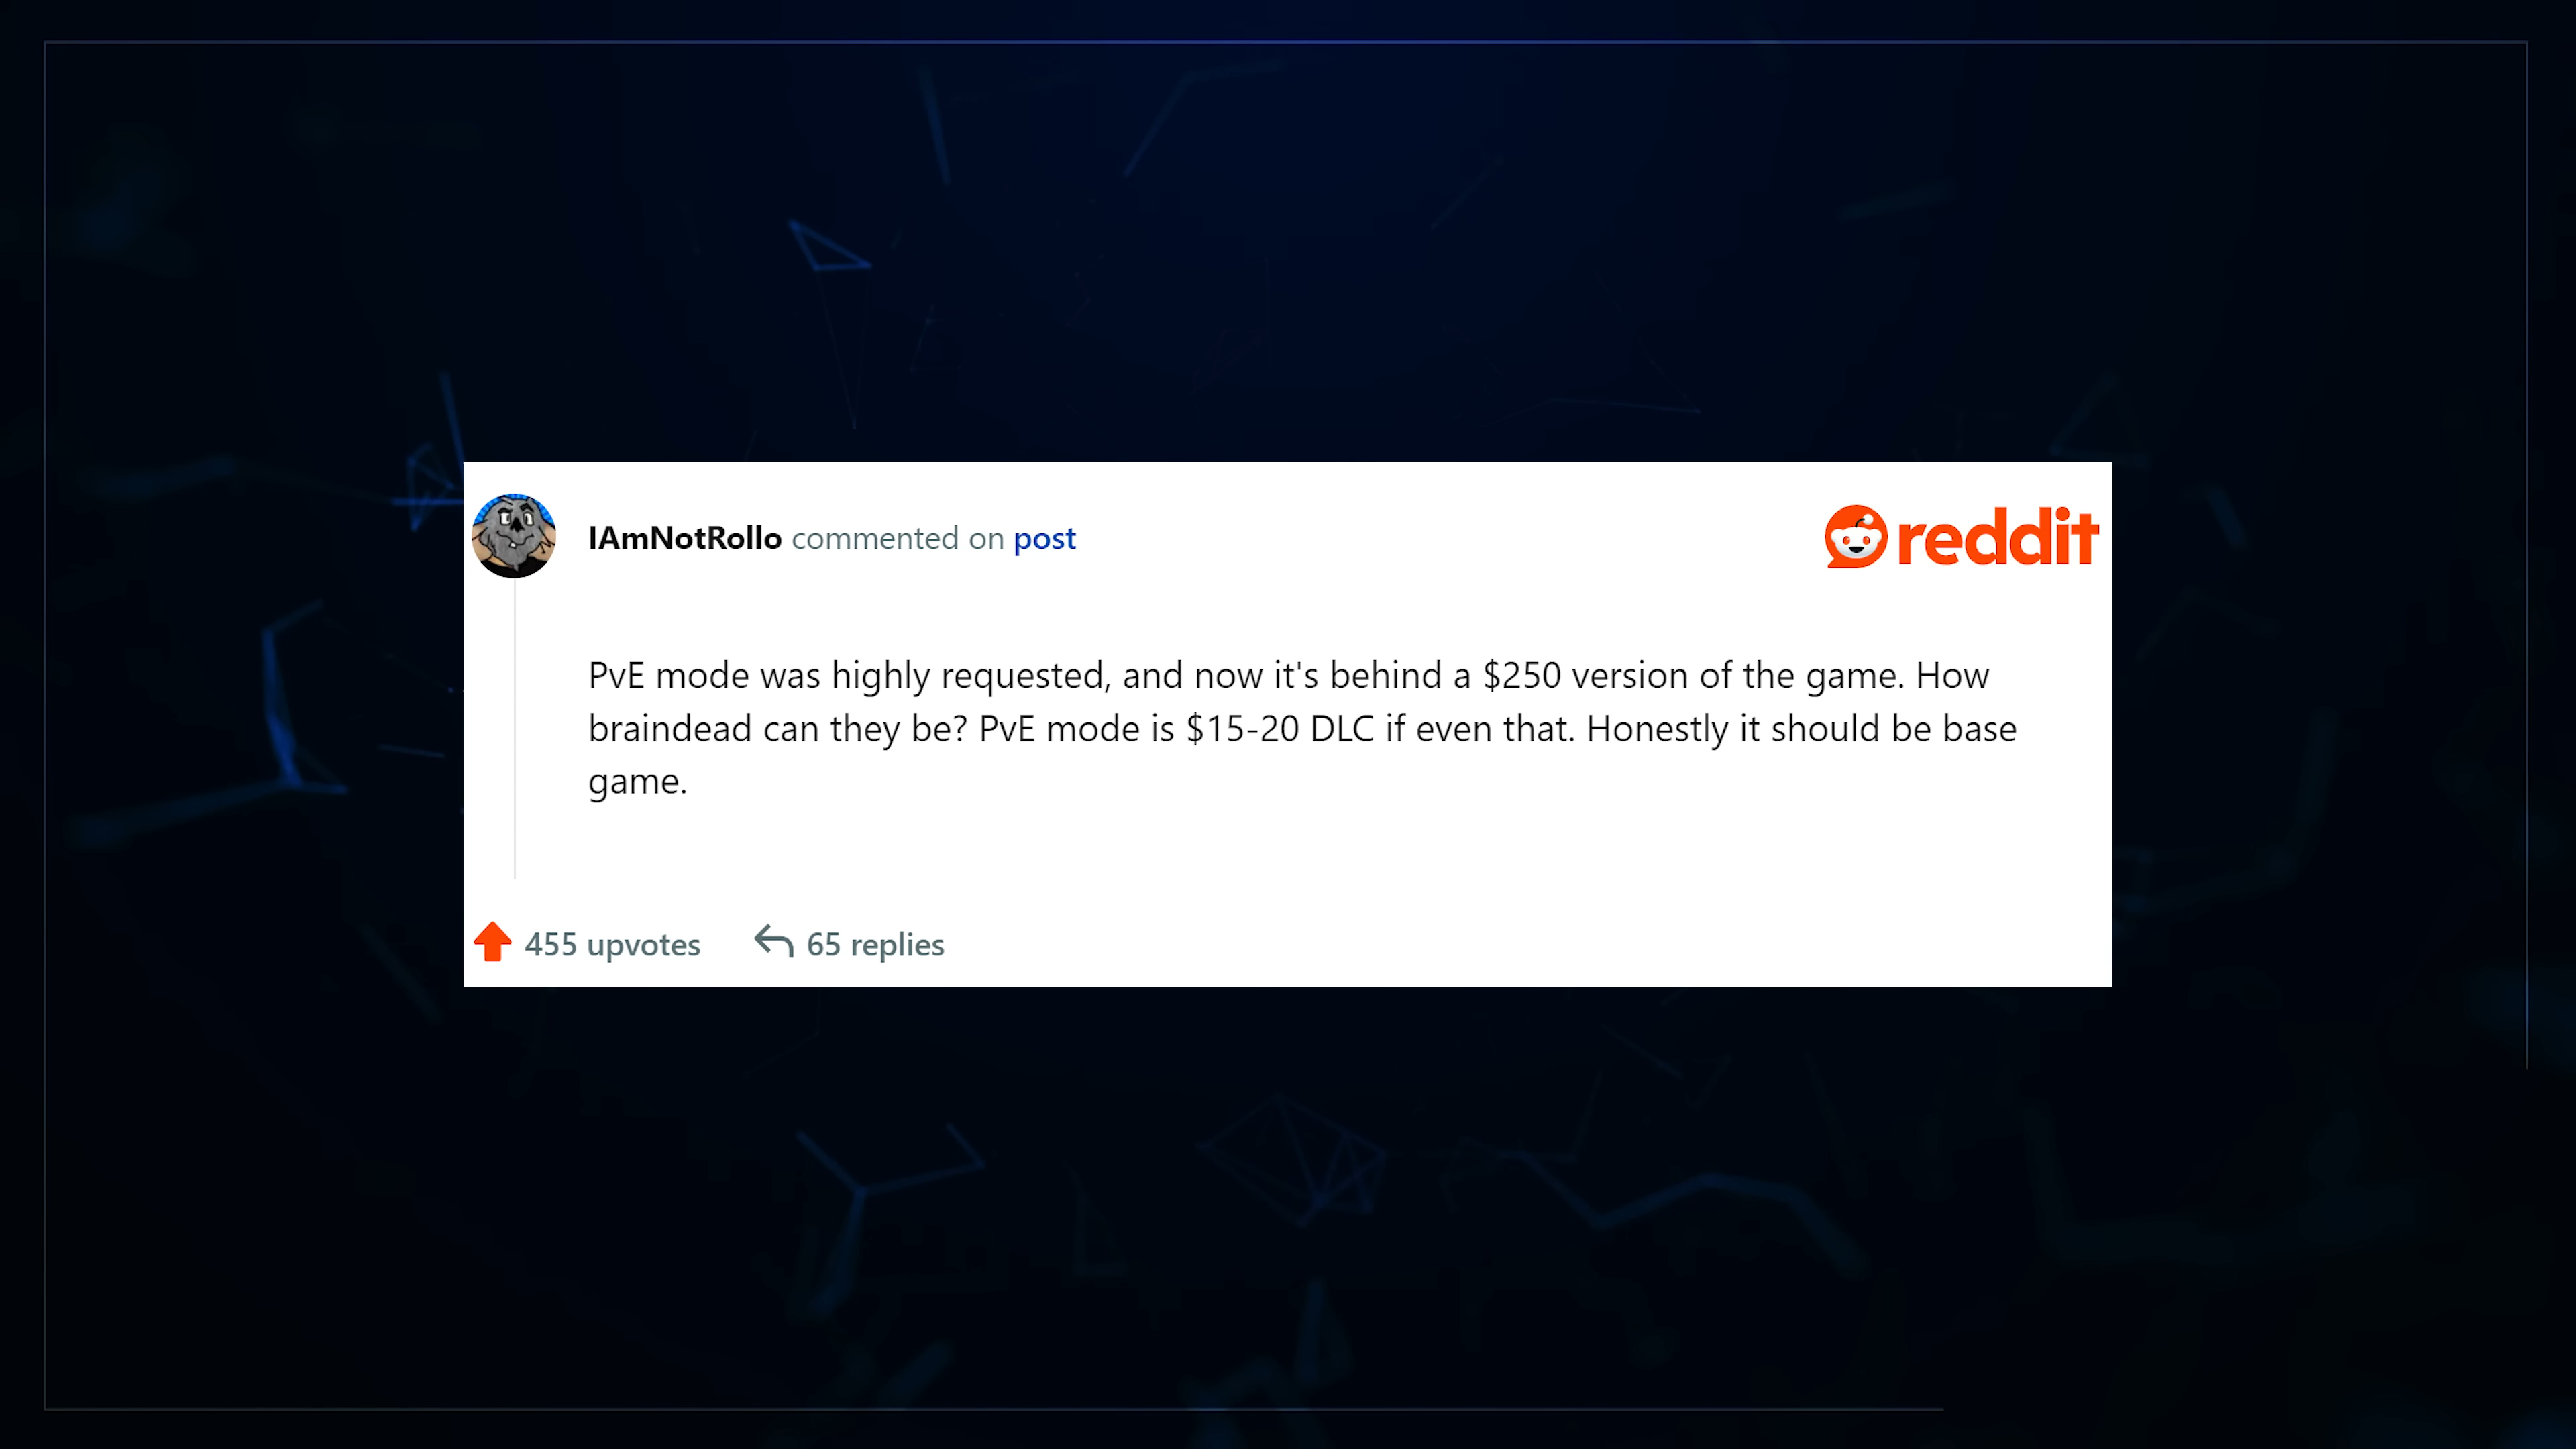 IAmNotRollo commented on post
reddit
PvE mode was highly requested, and now it's behind a $250 version of the game. How
braindead can they be? PvE mode is $15-20 DLC if even that. Honestly it should be base
game.
455 upvotes 65 replies